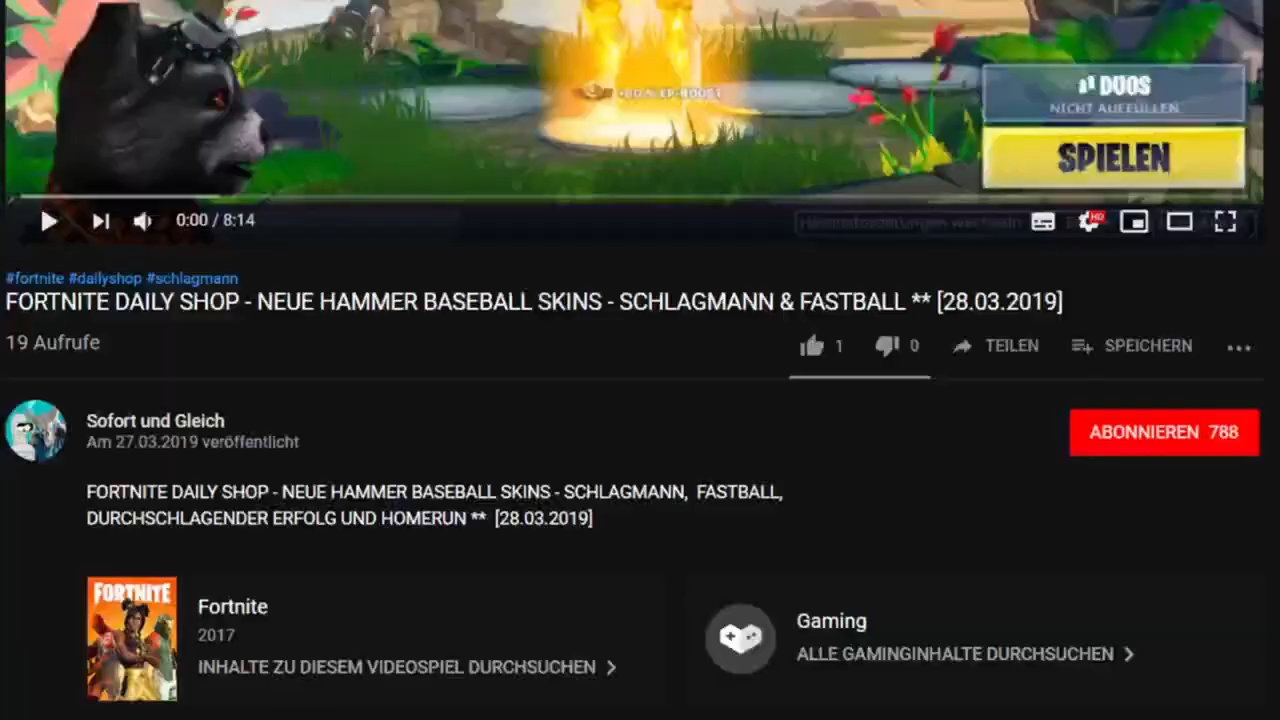 DUOS
NICHT AUFFÜLLEN
SPIELEN
0:00 / 8:14
HD
#fortnite #dailyshop #schlagmann
FORTNITE DAILY SHOP - NEUE HAMMER BASEBALL SKINS - SCHLAGMANN & FASTBALL ** [28.03.2019]
19 Aufrufe
1
0
TEILEN
SPEICHERN
Sofort und Gleich
Am 27.03.2019 veröffentlicht
ABONNIEREN 788
FORTNITE DAILY SHOP - NEUE HAMMER BASEBALL SKINS - SCHLAGMANN, FASTBALL,
DURCHSCHLAGENDER ERFOLG UND HOMERUN ** [28.03.2019]
FORTNITE
Fortnite
2017
INHALTE ZU DIESEM VIDEOSPIEL DURCHSUCHEN
Gaming
ALLE GAMINGINHALTE DURCHSUCHEN